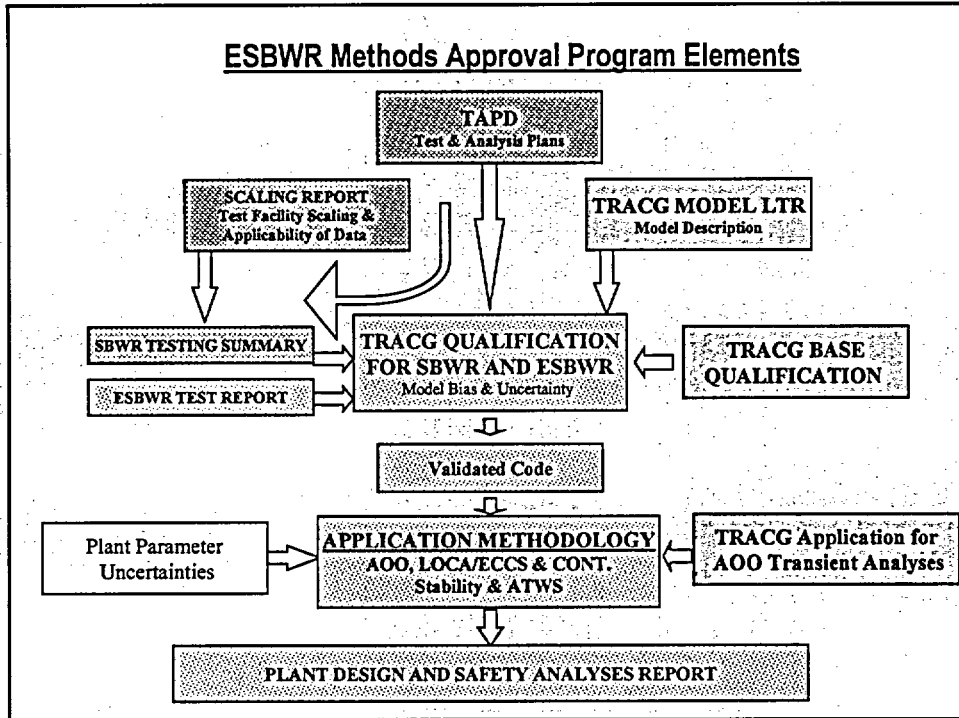 ESBWR Methods Approval Program Elements
TAPD
Test & Analysis Plans
SCALING REPORT
Test Facility Scaling &
Applicability of Data
TRACG MODEL LTR
Model Description
SBWR TESTING SUMMARY
ESBWR TEST REPORT
TRACG QUALIFICATION
FOR SBWR AND ESBWR
Model Bias & Uncertainty
TRACG BASE
QUALIFICATION
Validated Code
Plant Parameter
Uncertainties
APPLICATION METHODOLOGY
AOO, LOCA/ECCS & CONT.
Stability & ATWS
TRACG Application for
AOO Transient Analyses
PLANT DESIGN AND SAFETY ANALYSES REPORT